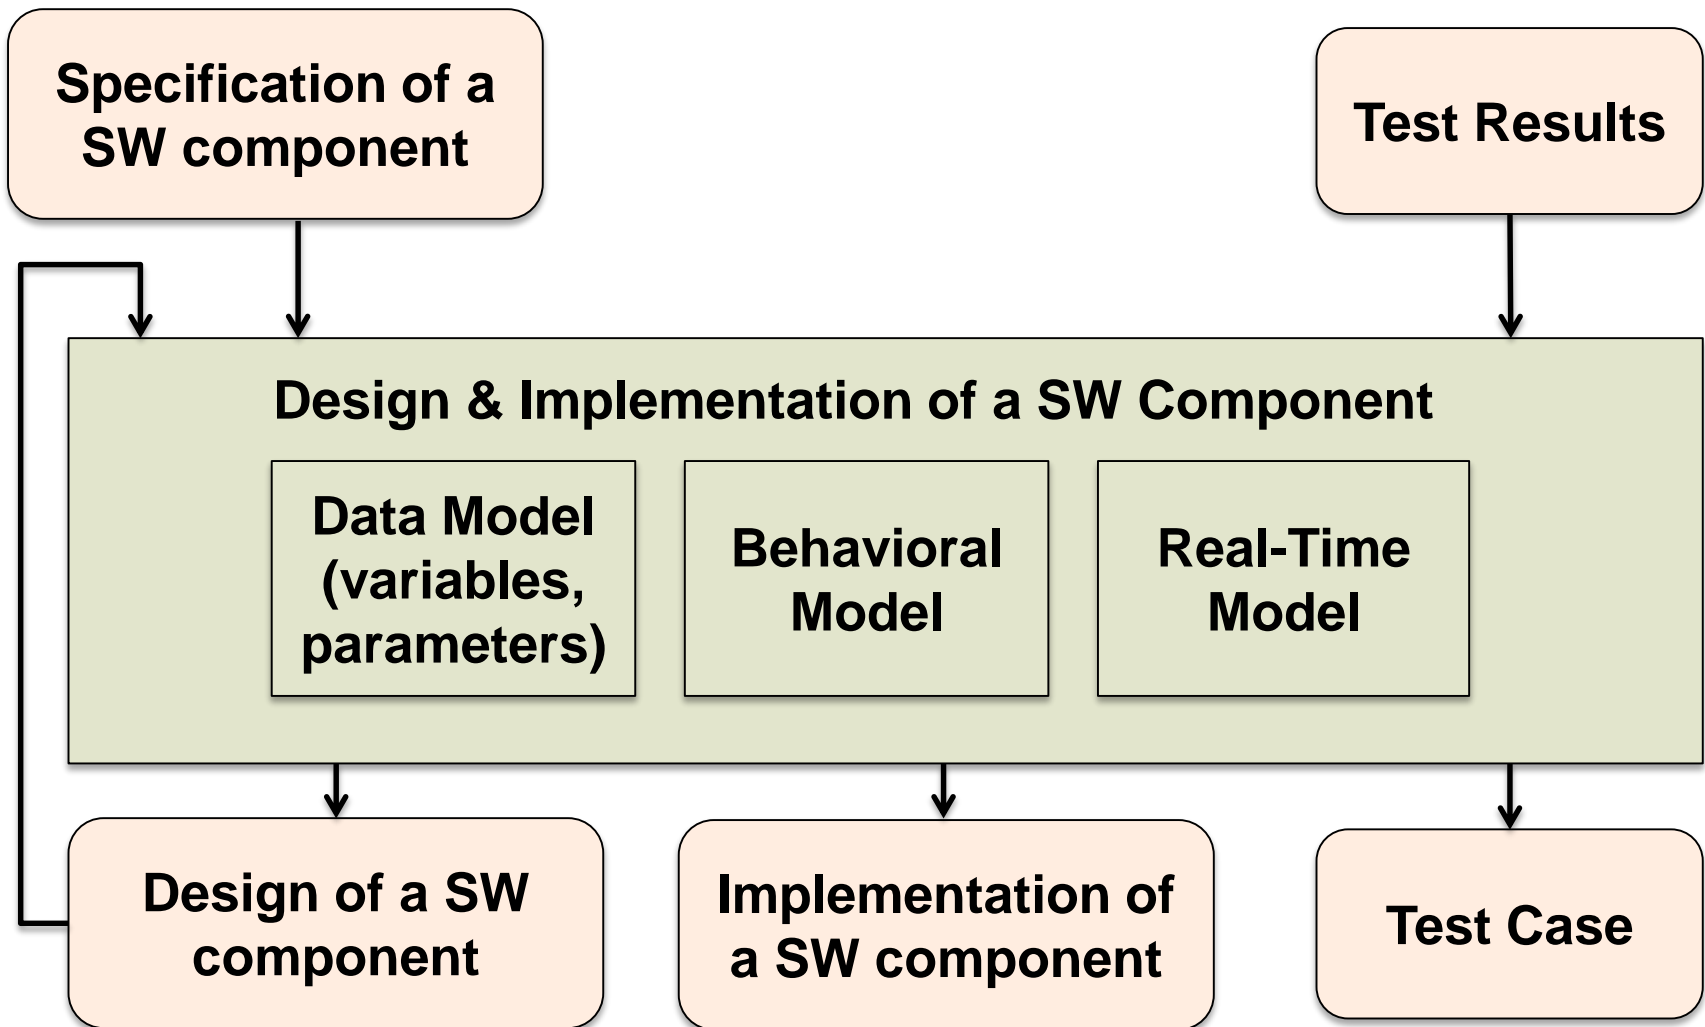 Specification of a
SW component
Test Results
Design & Implementation of a SW Component
Data Model
(variables,
parameters)
Behavioral
Model
Real-Time
Model
Design of a SW
component
Implementation of
a SW component
Test Case